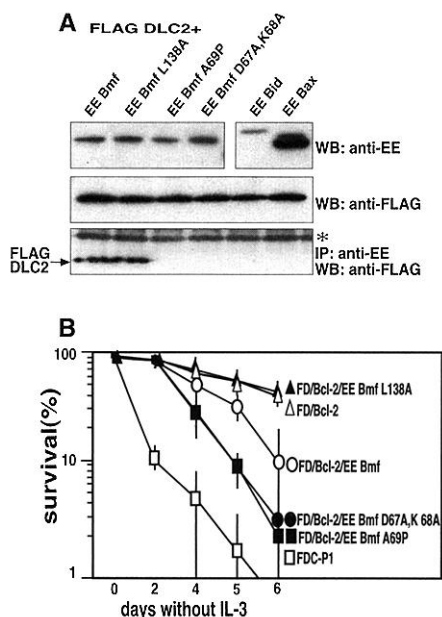 A
FLAG DLC2+
EE Bmf
EE Bmf L138A
EE Bmf A69P
EE Bmf D67A,K68A
EE Bid
EE Bax
WB: anti-EE
WB: anti-FLAG
*
IP: anti-EE
WB: anti-FLAG
FLAG
DLC2
B
survival(%)
100
10
1
0 2 4 5 6
days without IL-3
FD/Bcl-2/EE Bmf L138A
FD/Bcl-2
FD/Bcl-2/EE Bmf
FD/Bcl-2/EE Bmf D67A,K 68A
FD/Bcl-2/EE Bmf A69P
FDC-P1